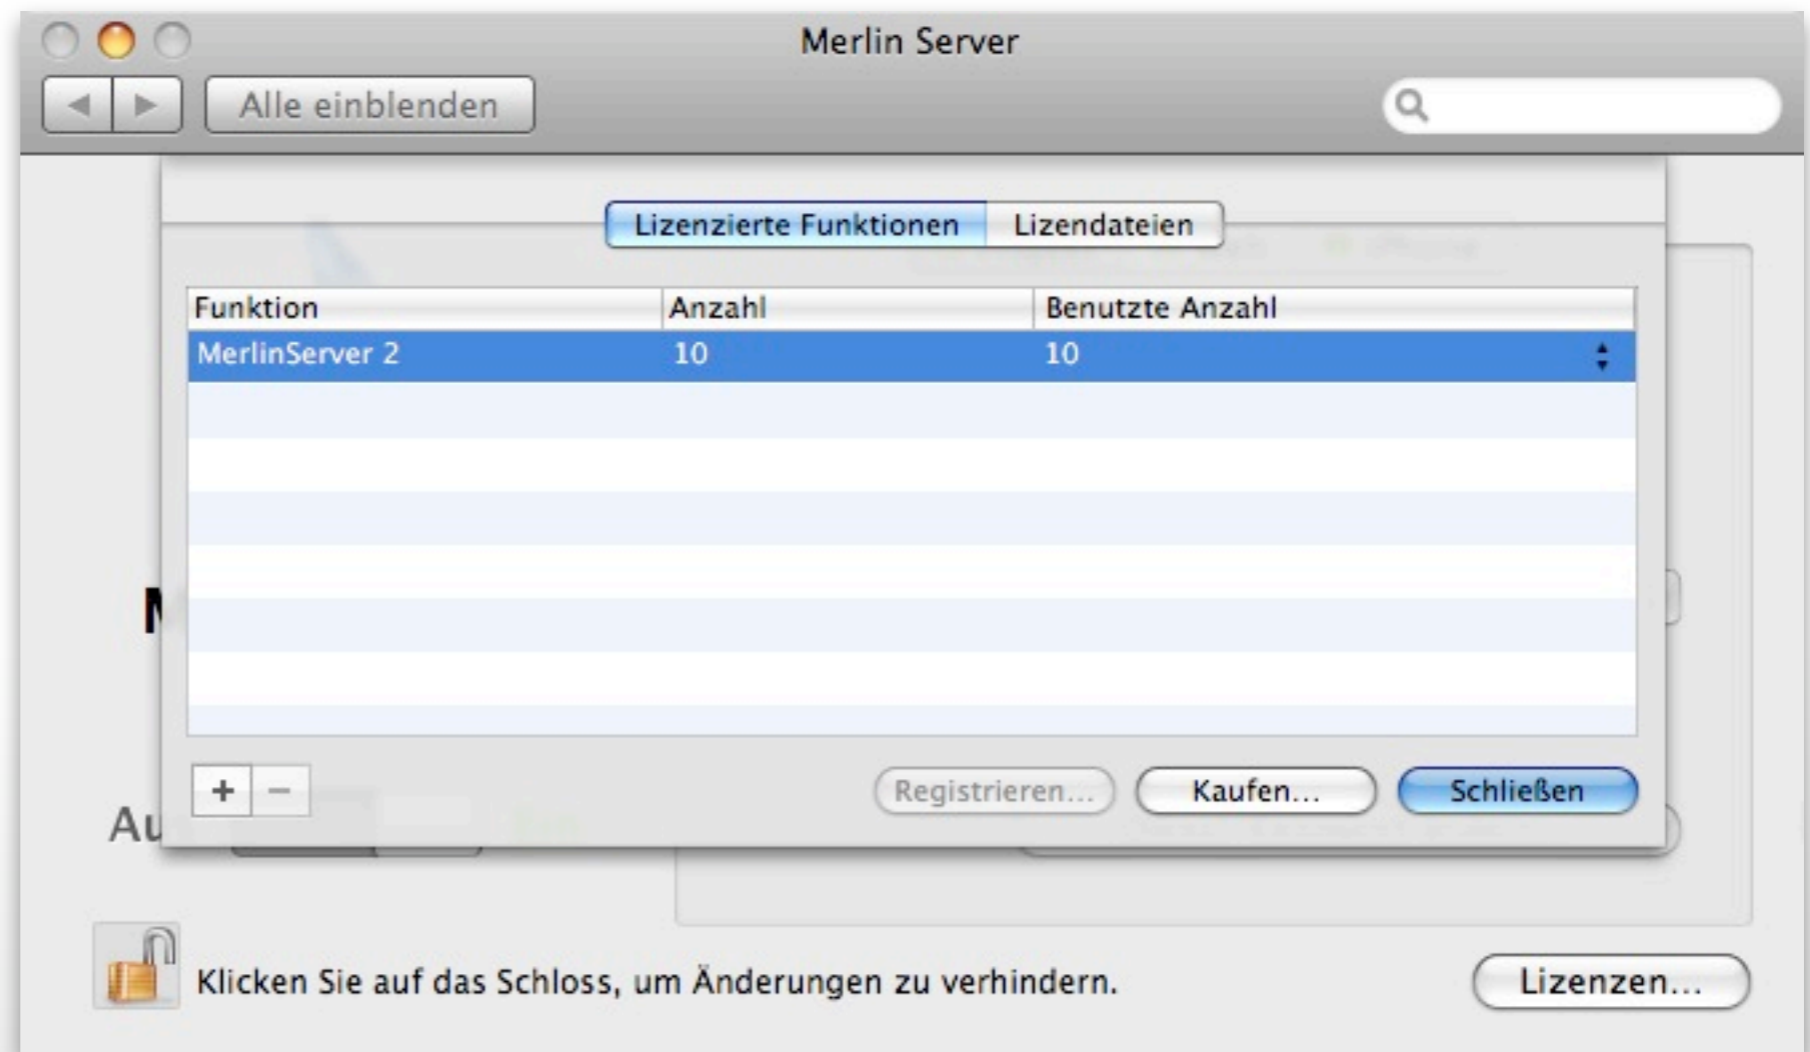 Merlin Server
Alle einblenden
Lizenzierte Funktionen Lizendateien
Funktion Anzahl Benutzte Anzahl
MerlinServer 2 10 10
Registrieren... Kaufen... Schließen
Klicken Sie auf das Schloss, um Änderungen zu verhindern.
Lizenzen...